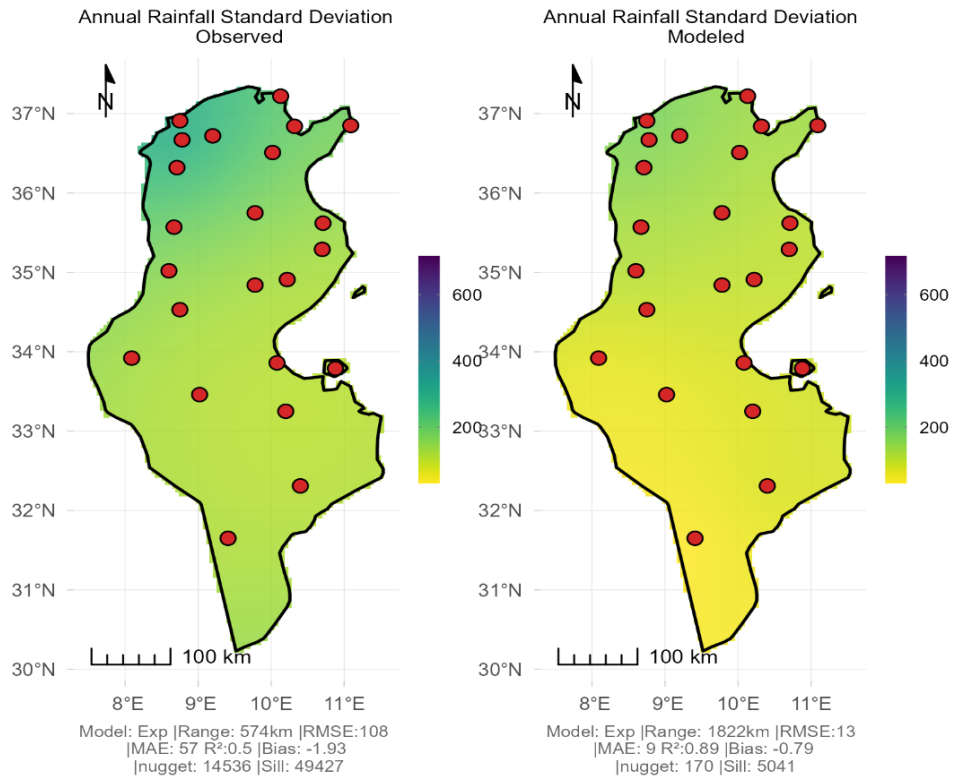 Annual Rainfall Standard Deviation
Observed
N
37°N
36°N
35°N
34°N
33°N
32°N
31°N
30°N
600
400
200
100 km
8°E 9°E 10°E 11°E
Model: Exp |Range: 574km |RMSE:108
|MAE: 57 R²:0.5 |Bias: -1.93
|nugget: 14536 |Sill: 49427
Annual Rainfall Standard Deviation
Modeled
N
37°N
36°N
35°N
34°N
33°N
32°N
31°N
30°N
600
400
200
100 km
8°E 9°E 10°E 11°E
Model: Exp |Range: 1822km |RMSE:13
|MAE: 9 R²:0.89 |Bias: -0.79
|nugget: 170 |Sill: 5041